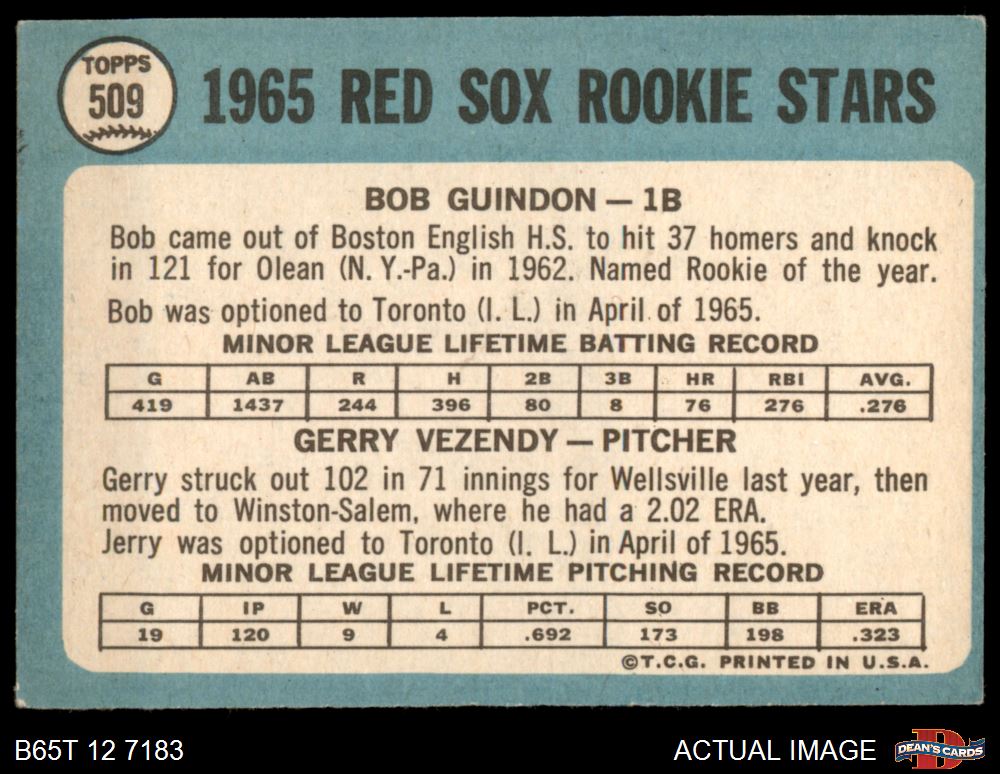 TOPPS
509
1965 RED SOX ROOKIE STARS
BOB GUINDON — 1B
Bob came out of Boston English H.S. to hit 37 homers and knock
in 121 for Olean (N. Y.-Pa.) in 1962. Named Rookie of the year.
Bob was optioned to Toronto (I. L.) in April of 1965.
MINOR LEAGUE LIFETIME BATTING RECORD
G AB R H 2B 3B HR RBI AVG.
419 1437 244 396 80 8 76 276 .276
GERRY VEZENDY — PITCHER
Gerry struck out 102 in 71 innings for Wellsville last year, then
moved to Winston-Salem, where he had a 2.02 ERA.
Jerry was optioned to Toronto (I. L.) in April of 1965.
MINOR LEAGUE LIFETIME PITCHING RECORD
G IP W L PCT. SO BB ERA
19 120 9 4 .692 173 198 .323
©T.C.G. PRINTED IN U.S.A.
B65T 12 7183
ACTUAL IMAGE
DEAN'S CARDS